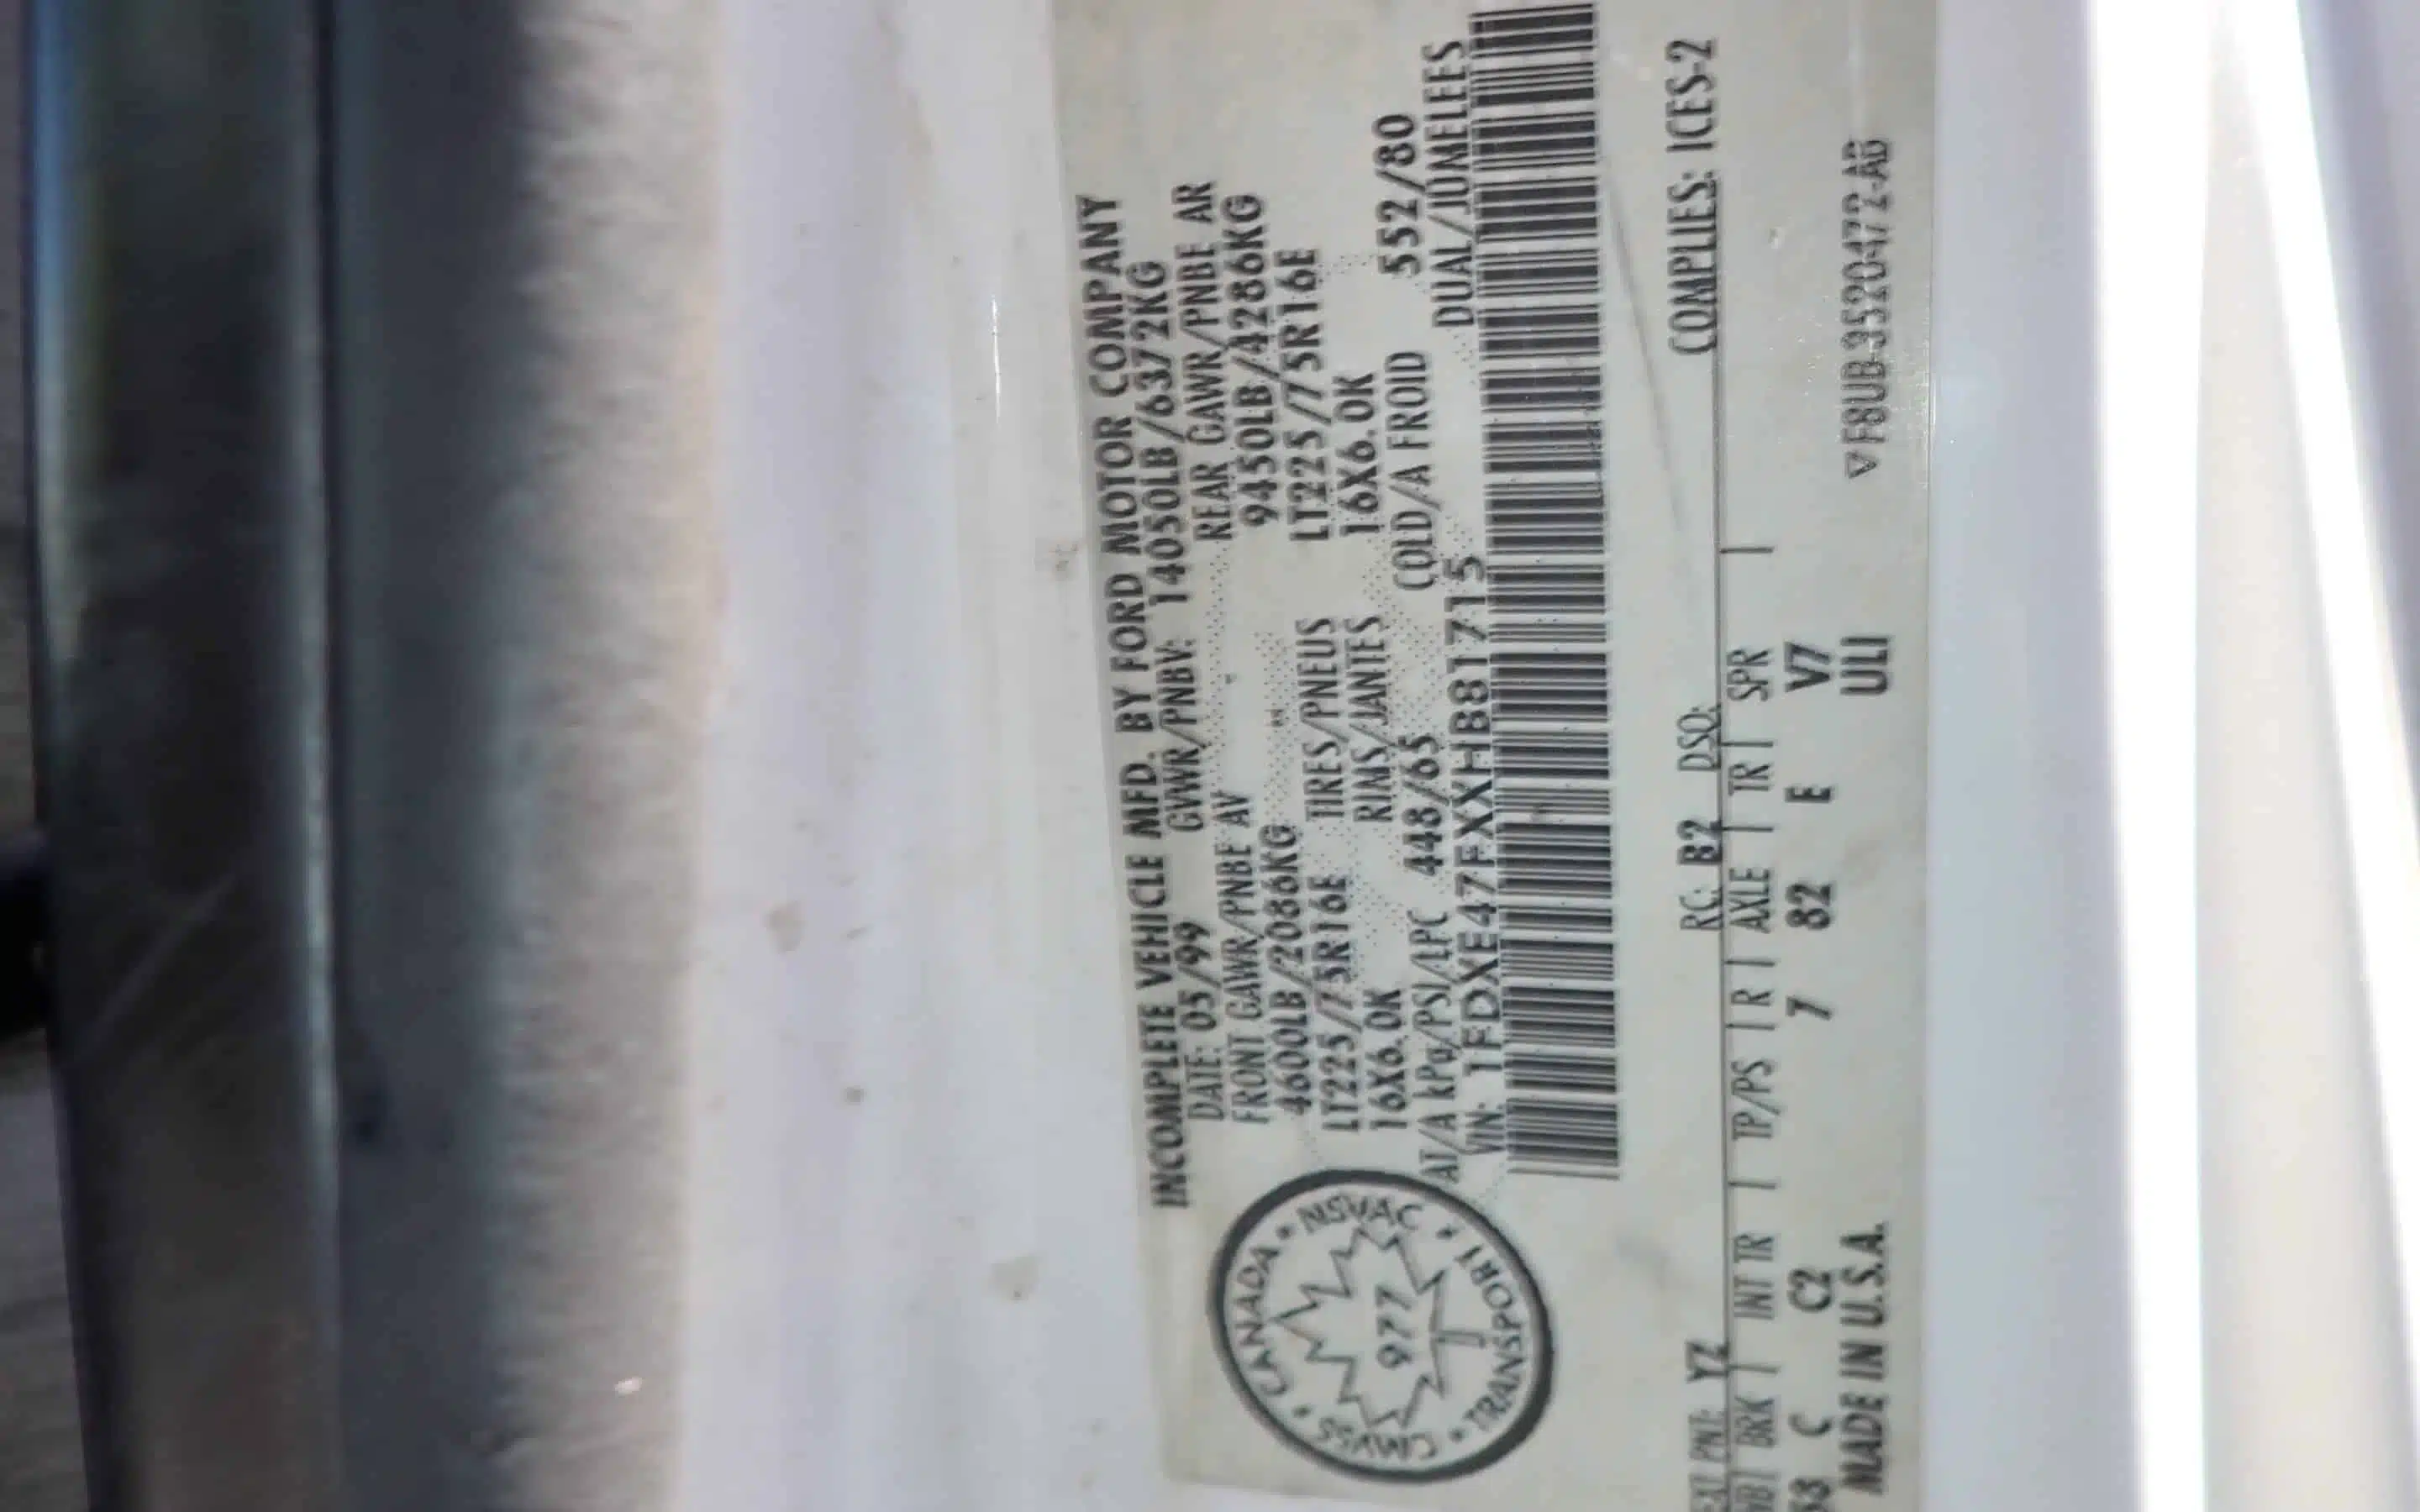 INCOMPLETE VEHICLE MFD. BY FORD MOTOR COMPANY
DATE: 05/99 GVWR/PNBV: 14050LB/6372KG
FRONT GAWR/PNBE AV REAR GAWR/PNBE AR
4600LB/2086KG 9450LB/4286KG
LT225/75R16E TIRES/PNEUS LT225/75R16E
16X6.0K RIMS/JANTES 16X6.0K
AT/A kPa/PSI/LPC 448/65 COLD/A FROID 552/80
VIN: 1FDXE47FXXHB81715 DUAL/JUMELEES
CANADA • NSVAC • TRANSPORT • CMVSS •
977
EXT PNT: YZ RC: B2 DSO: COMPLIES: ICES-2
WB | BRK | INT TR | TP/PS | R | AXLE | TR | SPR |
C C2 7 82 E V7
MADE IN U.S.A. ULI
▽F8UB-3520472-AB